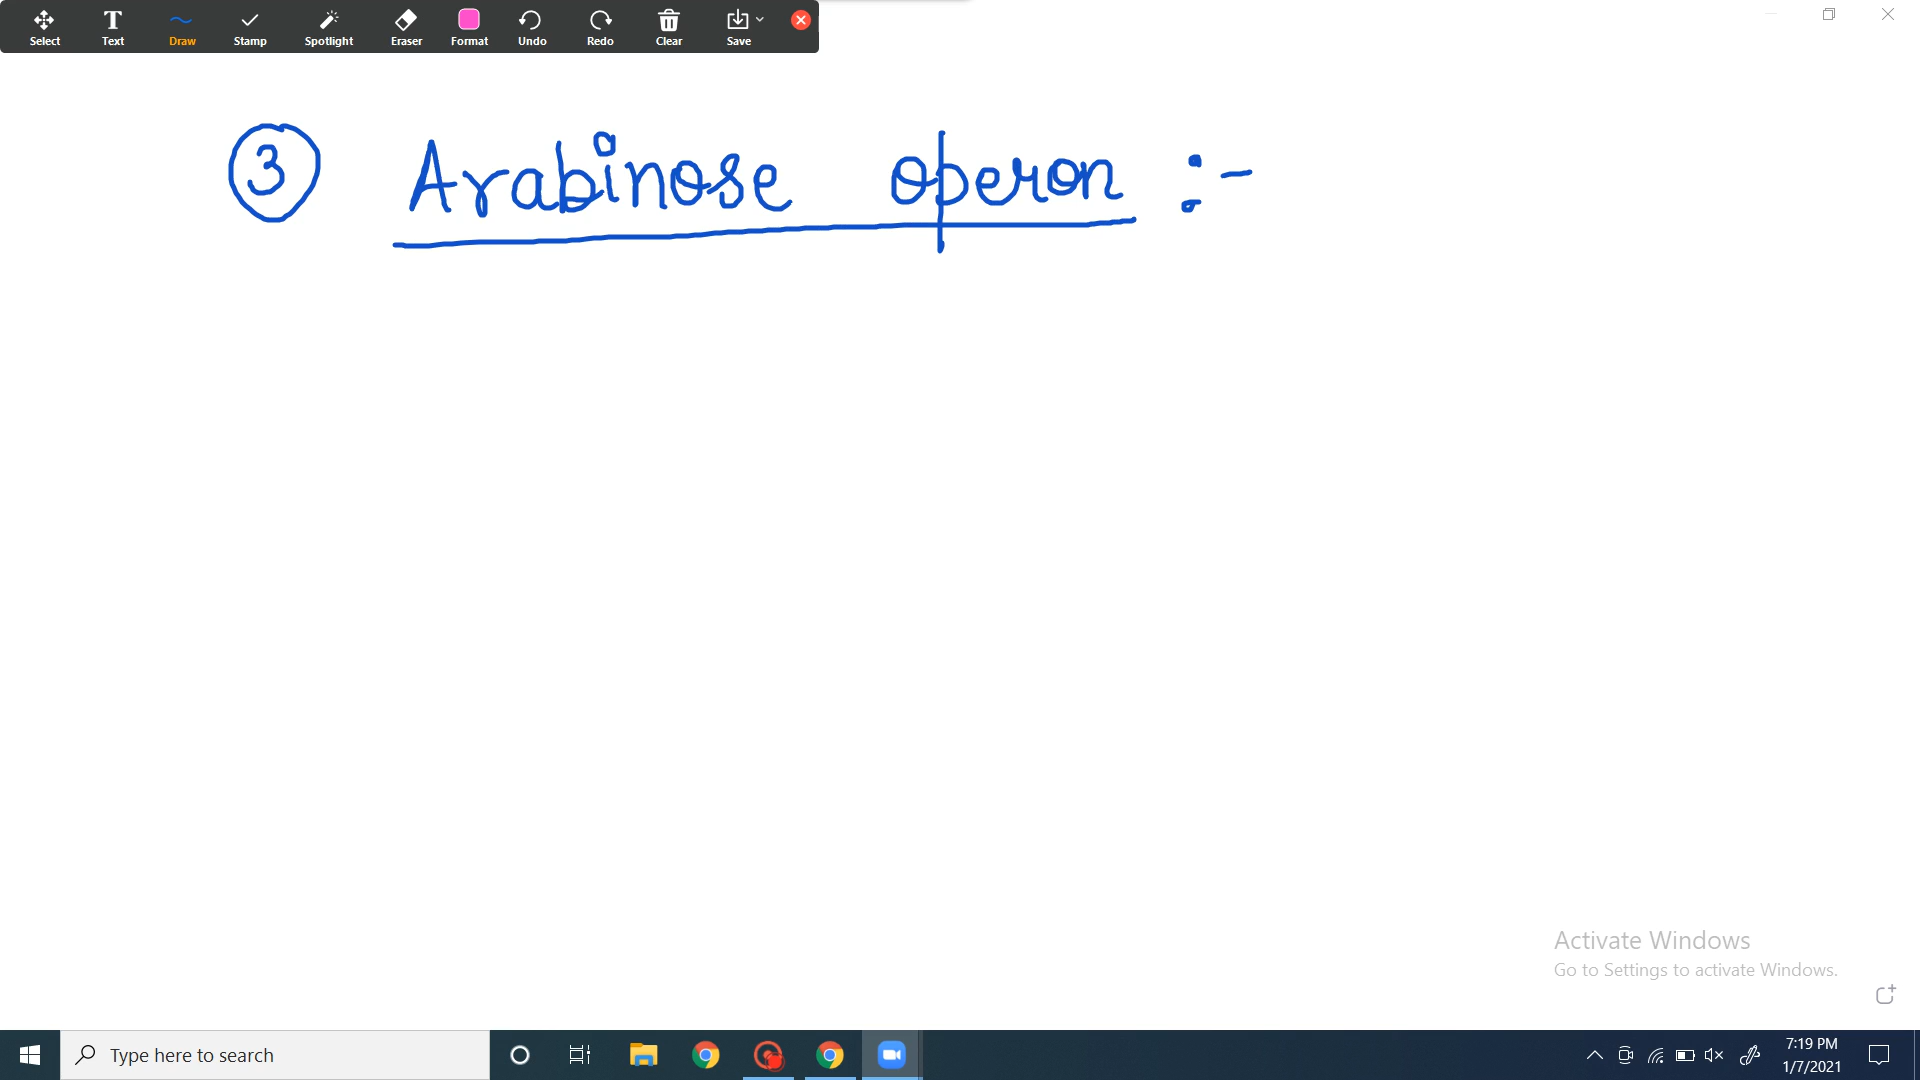 Select Text Draw Stamp Spotlight Eraser Format Undo Redo Clear Save
3 Arabinose operon :-
Activate Windows
Go to Settings to activate Windows.
Type here to search
7:19 PM
1/7/2021